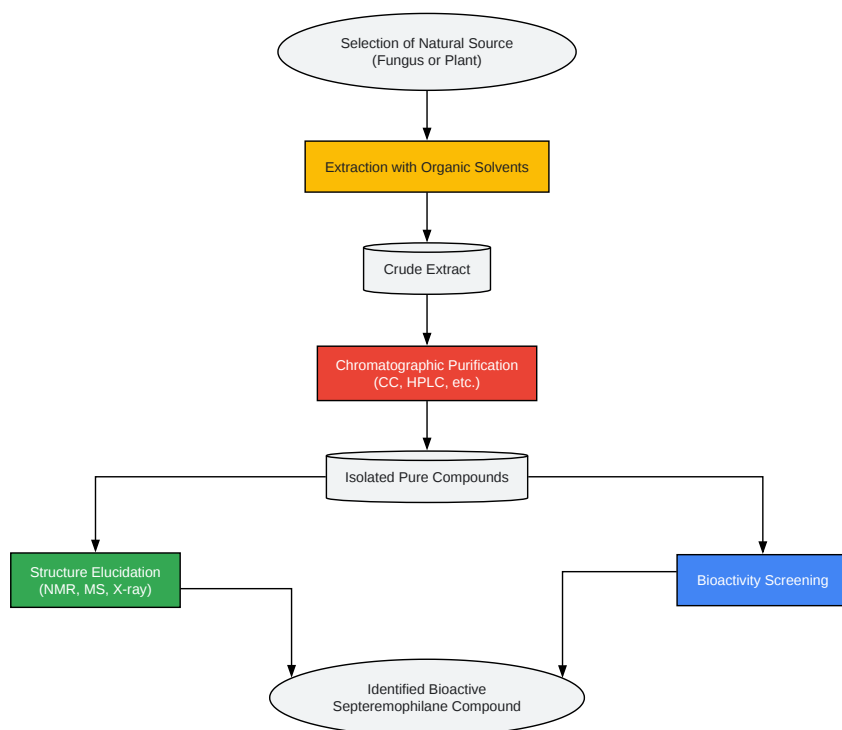 Selection of Natural Source
(Fungus or Plant)
Extraction with Organic Solvents
Crude Extract
Chromatographic Purification
(CC, HPLC, etc.)
Isolated Pure Compounds
Structure Elucidation
(NMR, MS, X-ray)
Bioactivity Screening
Identified Bioactive
Septeremophilane Compound